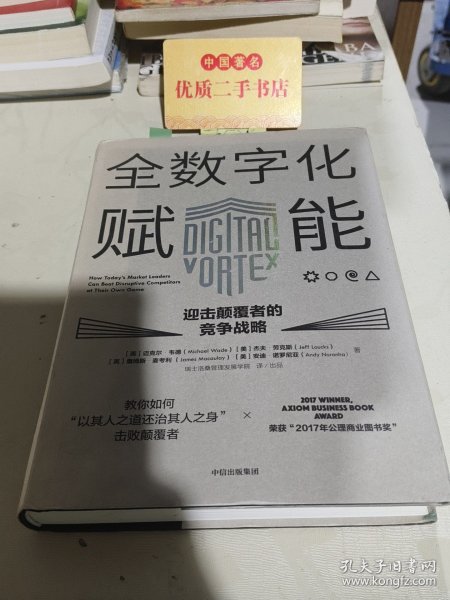 中国著名
优质二手书店
全数字化
赋能
DIGITAL
VORTEX
How Today's Market Leaders
Can Beat Disruptive Competitors
at Their Own Game
迎击颠覆者的
竞争战略
[英] 迈克尔·韦德 (Michael Wade) [美] 杰夫·劳克斯 (Jeff Loucks)
[英] 詹姆斯·麦考利 (James Macaulay) [美] 安迪·诺罗尼亚 (Andy Noronha) 著
瑞士洛桑管理发展学院 译/出品
教你如何
“以其人之道还治其人之身”
击败颠覆者
×
2017 WINNER,
AXIOM BUSINESS BOOK
AWARD
荣获“2017年公理商业图书奖”
中信出版集团
孔夫子旧书网
www.kongfz.com